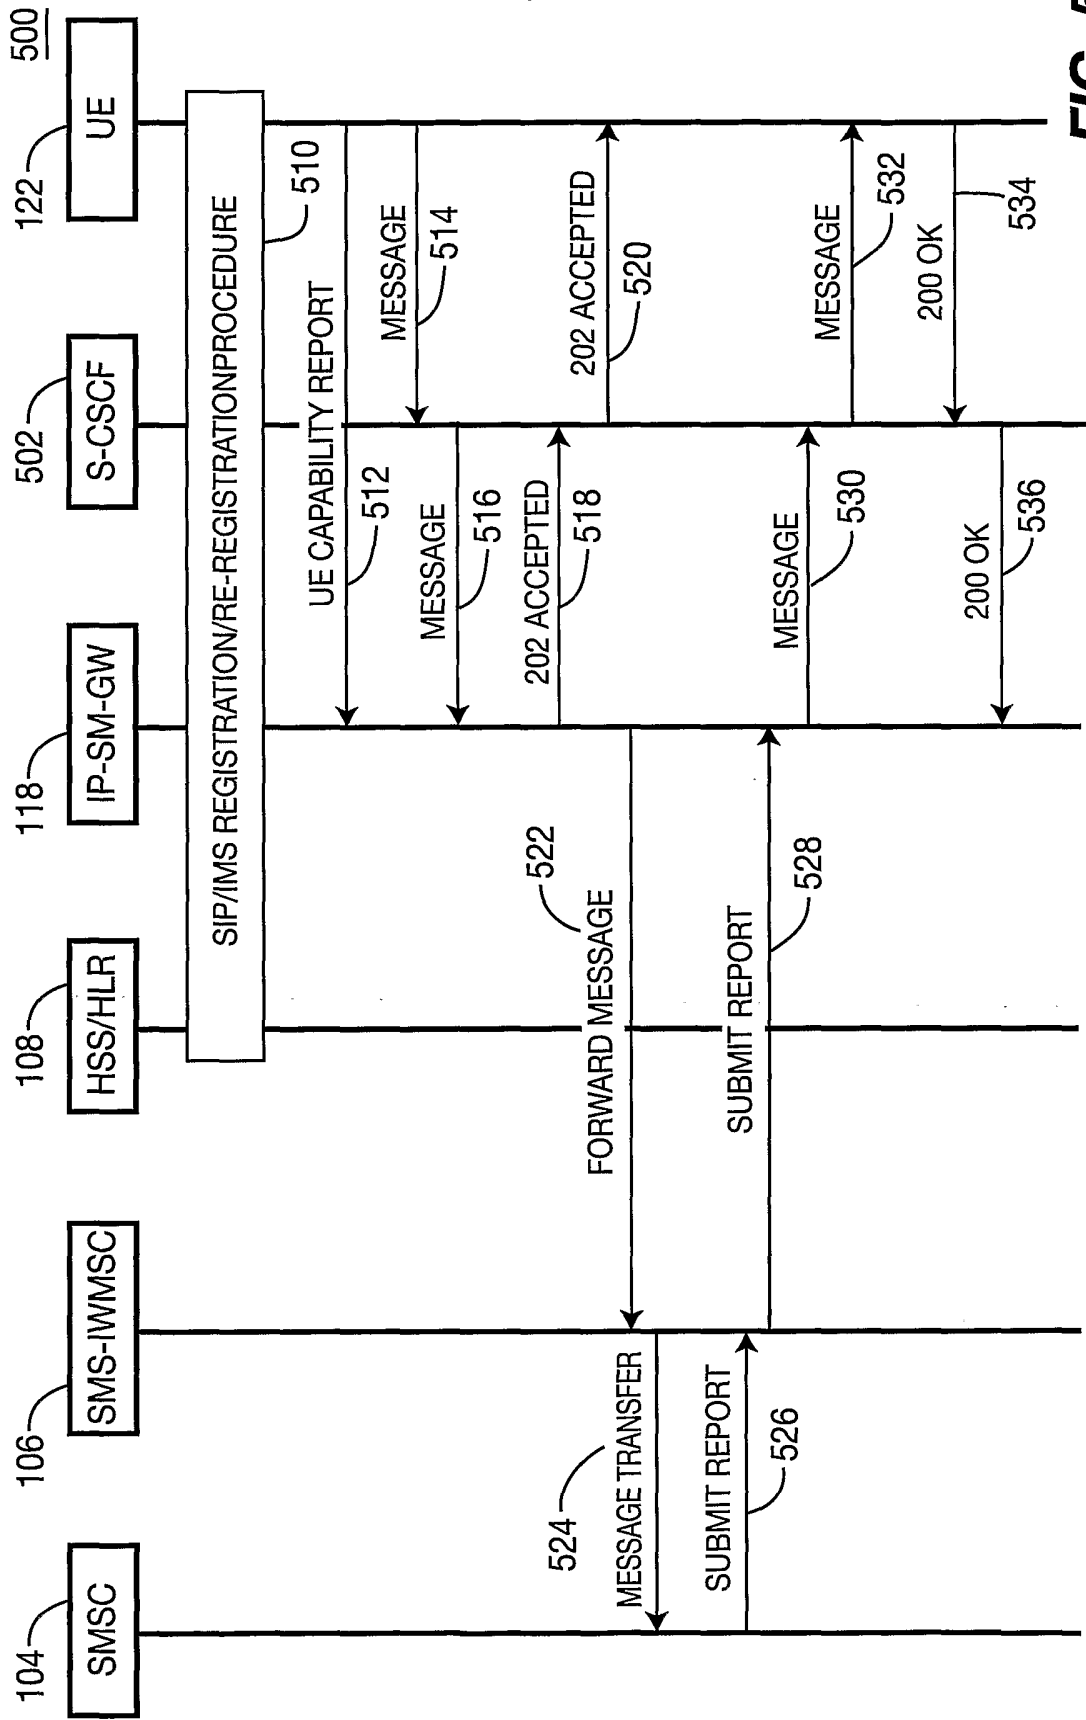 500
104
106
108
118
502
122
SMSC
SMS-IWMSC
HSS/HLR
IP-SM-GW
S-CSCF
UE
SIP/IMS REGISTRATION/RE-REGISTRATIONPROCEDURE
510
UE CAPABILITY REPORT
512
MESSAGE
514
MESSAGE
516
202 ACCEPTED
518
202 ACCEPTED
520
522
FORWARD MESSAGE
524
MESSAGE TRANSFER
SUBMIT REPORT
526
SUBMIT REPORT
528
MESSAGE
530
MESSAGE
532
200 OK
534
200 OK
536
FIG.